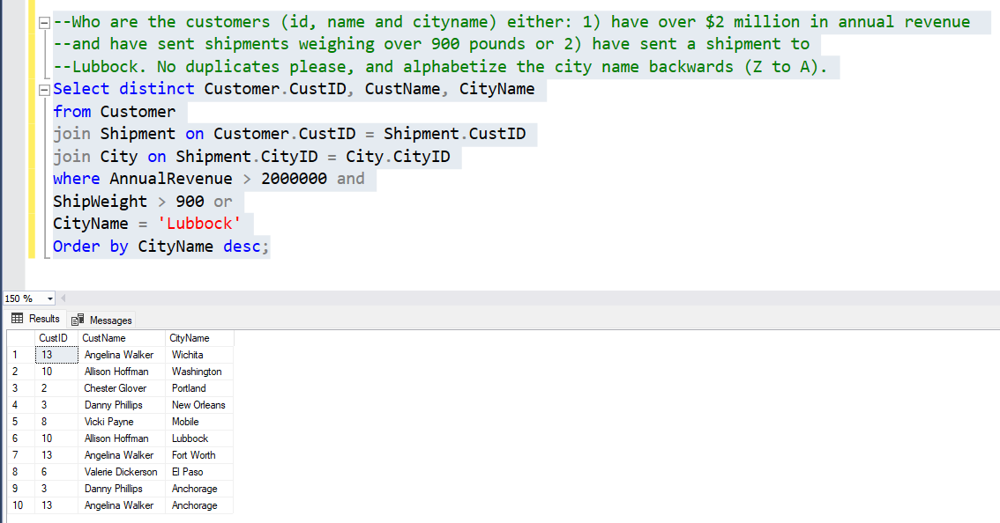 --Who are the customers (id, name and cityname) either: 1) have over $2 million in annual revenue
--and have sent shipments weighing over 900 pounds or 2) have sent a shipment to
--Lubbock. No duplicates please, and alphabetize the city name backwards (Z to A).
Select distinct Customer.CustID, CustName, CityName
from Customer
join Shipment on Customer.CustID = Shipment.CustID
join City on Shipment.CityID = City.CityID
where AnnualRevenue > 2000000 and
ShipWeight > 900 or
CityName = 'Lubbock'
Order by CityName desc;
150 %
Results Messages
CustID CustName CityName
1 13 Angelina Walker Wichita
2 10 Allison Hoffman Washington
3 2 Chester Glover Portland
4 3 Danny Phillips New Orleans
5 8 Vicki Payne Mobile
6 10 Allison Hoffman Lubbock
7 13 Angelina Walker Fort Worth
8 6 Valerie Dickerson El Paso
9 3 Danny Phillips Anchorage
10 13 Angelina Walker Anchorage